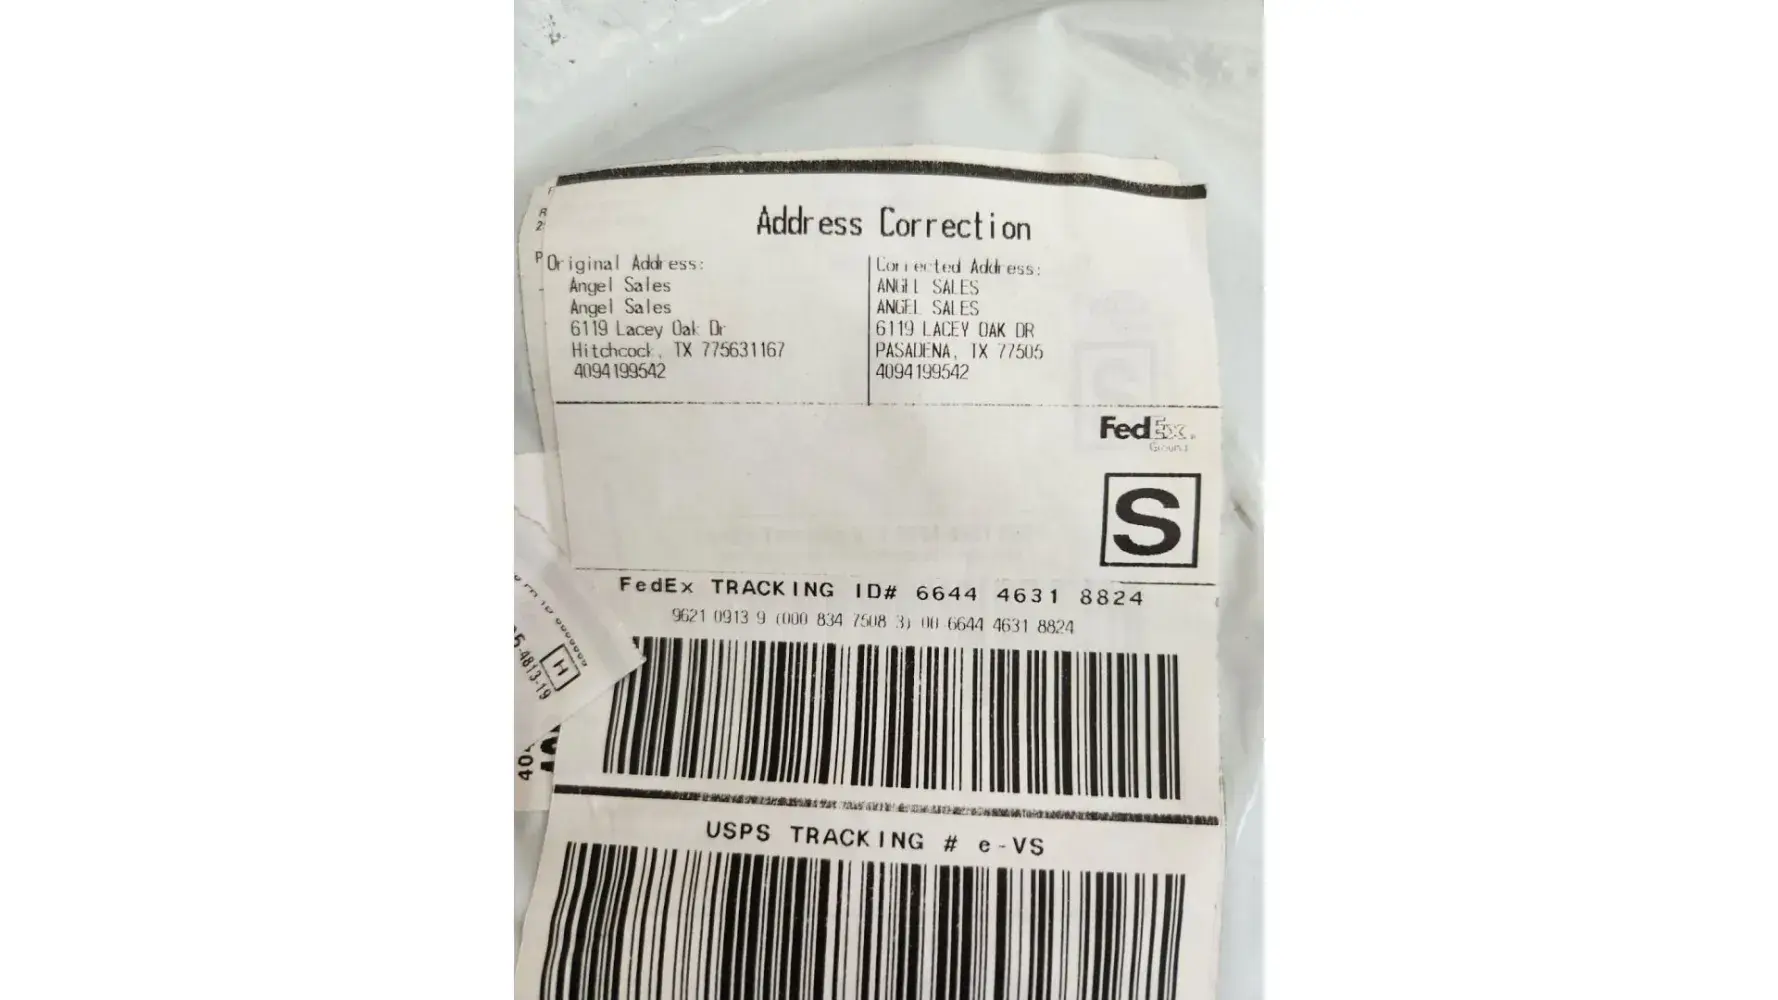 Address Correction
Original Address:
Angel Sales
Angel Sales
6119 Lacey Oak Dr
Hitchcock, TX 775631167
4094199542
Corrected Address:
ANGEL SALES
ANGEL SALES
6119 LACEY OAK DR
PASADENA, TX 77505
4094199542
FedEx
Ground
S
FedEx TRACKING ID# 6644 4631 8824
9621 0913 9 (000 834 7508 3) 00 6644 4631 8824
H
-4813-19
USPS TRACKING # e-VS